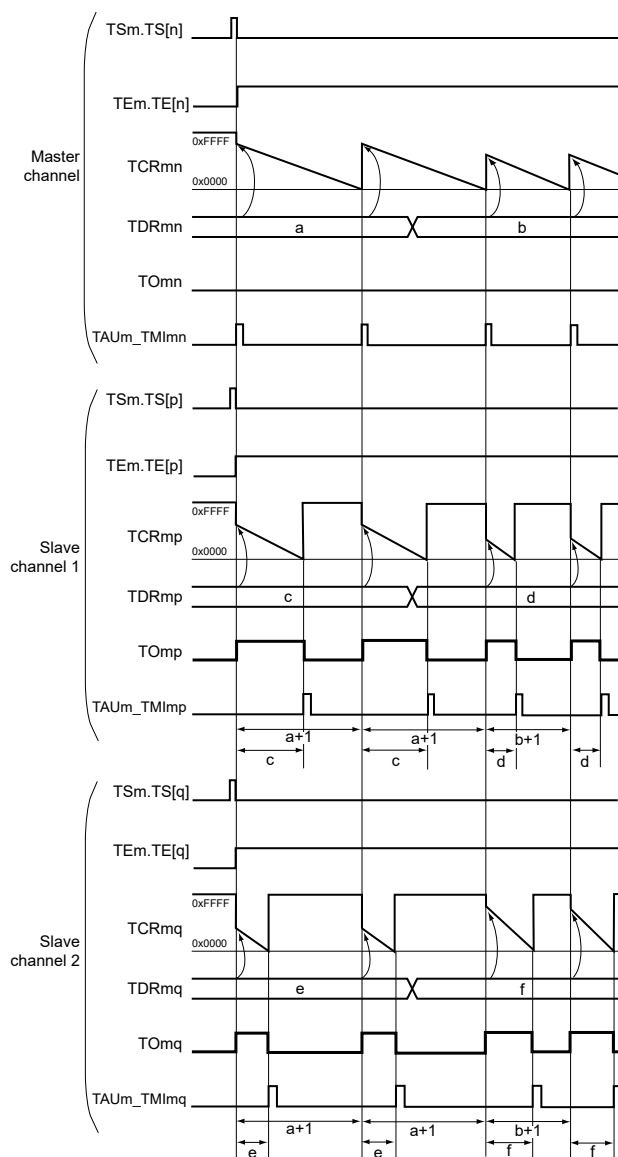 TSm.TS[n]
TEm.TE[n]
0xFFFF
Master
channel
TCRmn
0x0000
TDRmn
a
b
TOmn
TAUm_TMImn
TSm.TS[p]
TEm.TE[p]
0xFFFF
TCRmp
Slave
channel 1
0x0000
TDRmp
c
d
TOmp
TAUm_TMImp
a+1
a+1
b+1
c
c
d
d
TSm.TS[q]
TEm.TE[q]
0xFFFF
TCRmq
Slave
channel 2
0x0000
TDRmq
e
f
TOmq
TAUm_TMImq
a+1
a+1
b+1
e
e
f
f